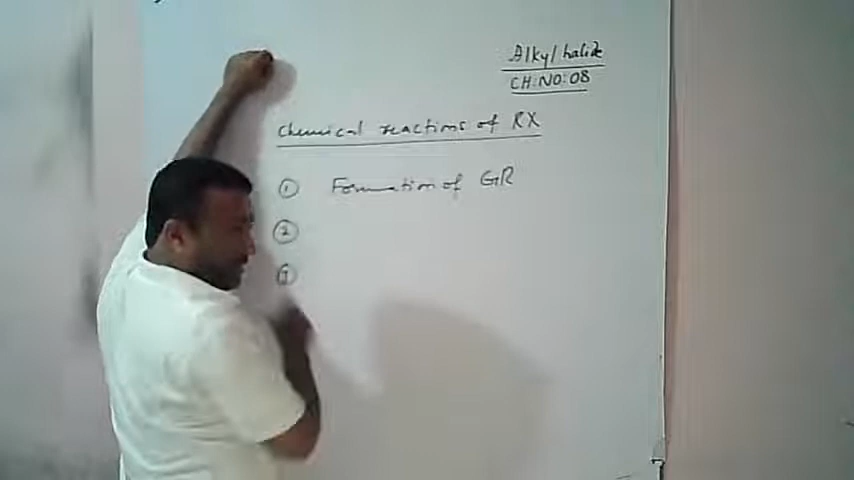 Alkyl halide
CH:NO:08
Chemical reactions of RX
① Formation of GR
②
③